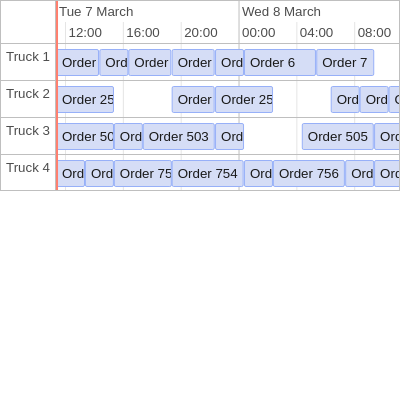 Tue 7 March Wed 8 March
12:00 16:00 20:00 00:00 04:00 08:00
Truck 1 Order Ord Order Order Ord Order 6 Order 7
Truck 2 Order 25 Order Order 25 Ord Ord
Truck 3 Order 50 Ord Order 503 Ord Order 505 Ord
Truck 4 Ord Ord Order 75 Order 754 Ord Order 756 Ord Ord